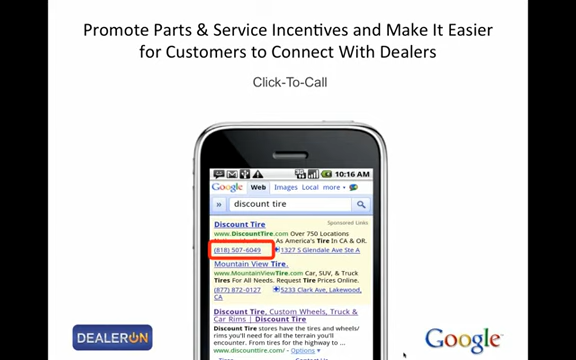 Promote Parts & Service Incentives and Make It Easier
for Customers to Connect With Dealers
Click-To-Call
10:16 AM
Google Web Images Local more
» discount tire
Discount Tire Sponsored Links
www.DiscountTire.com Over 750 Locations
As America's Tire In CA & OR.
(818) 507-6049 1327 S Glendale Ave Ste A
Mountain View Tire.
www.MountainViewTire.com Car, SUV, & Truck
Tires For All Needs. Request Tire Prices Online.
(877) 872-0127 5233 Clark Ave, Lakewood,
CA
Discount Tire, Custom Wheels, Truck &
Car Rims | Discount Tire
Discount Tire stores have the tires and wheels/
rims you'll need for all the terrain you'll
encounter. From tires for the highway to ...
www.discounttire.com/ - Options
DEALERON
Google